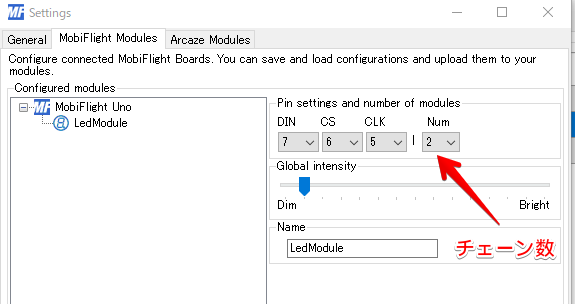 MF Settings
General MobiFlight Modules Arcaze Modules
Configure connected MobiFlight Boards. You can save and load configurations and upload them to your
modules.
Configured modules
MF MobiFlight Uno
LedModule
Pin settings and number of modules
DIN CS CLK Num
7 6 5 | 2
Global intensity
Dim Bright
Name
LedModule
チェーン数